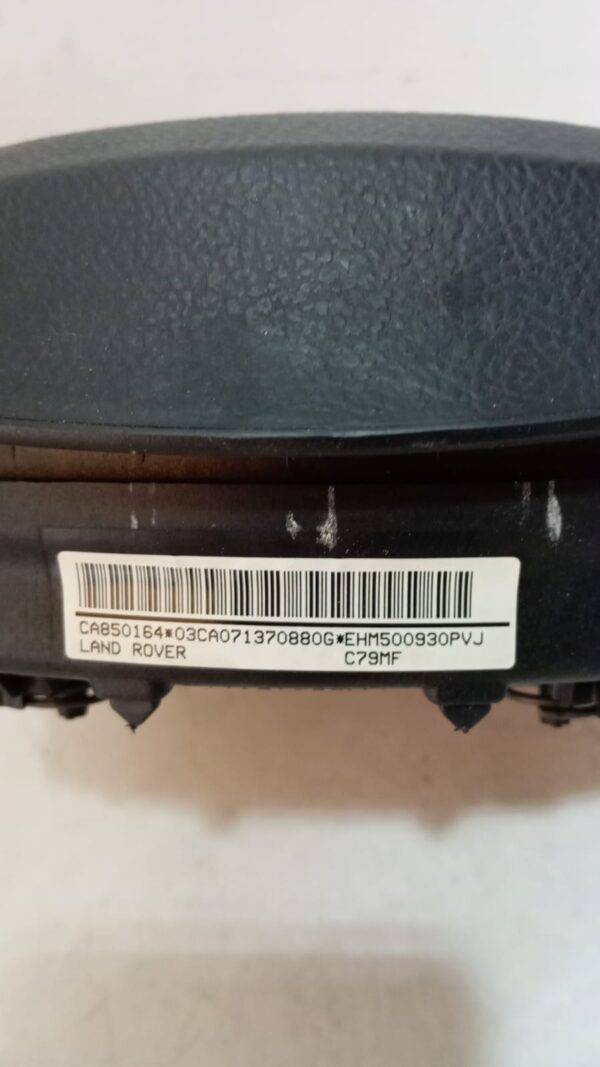 CA850164*03CA071370880G*EHM500930PVJ
LAND ROVER C79MF